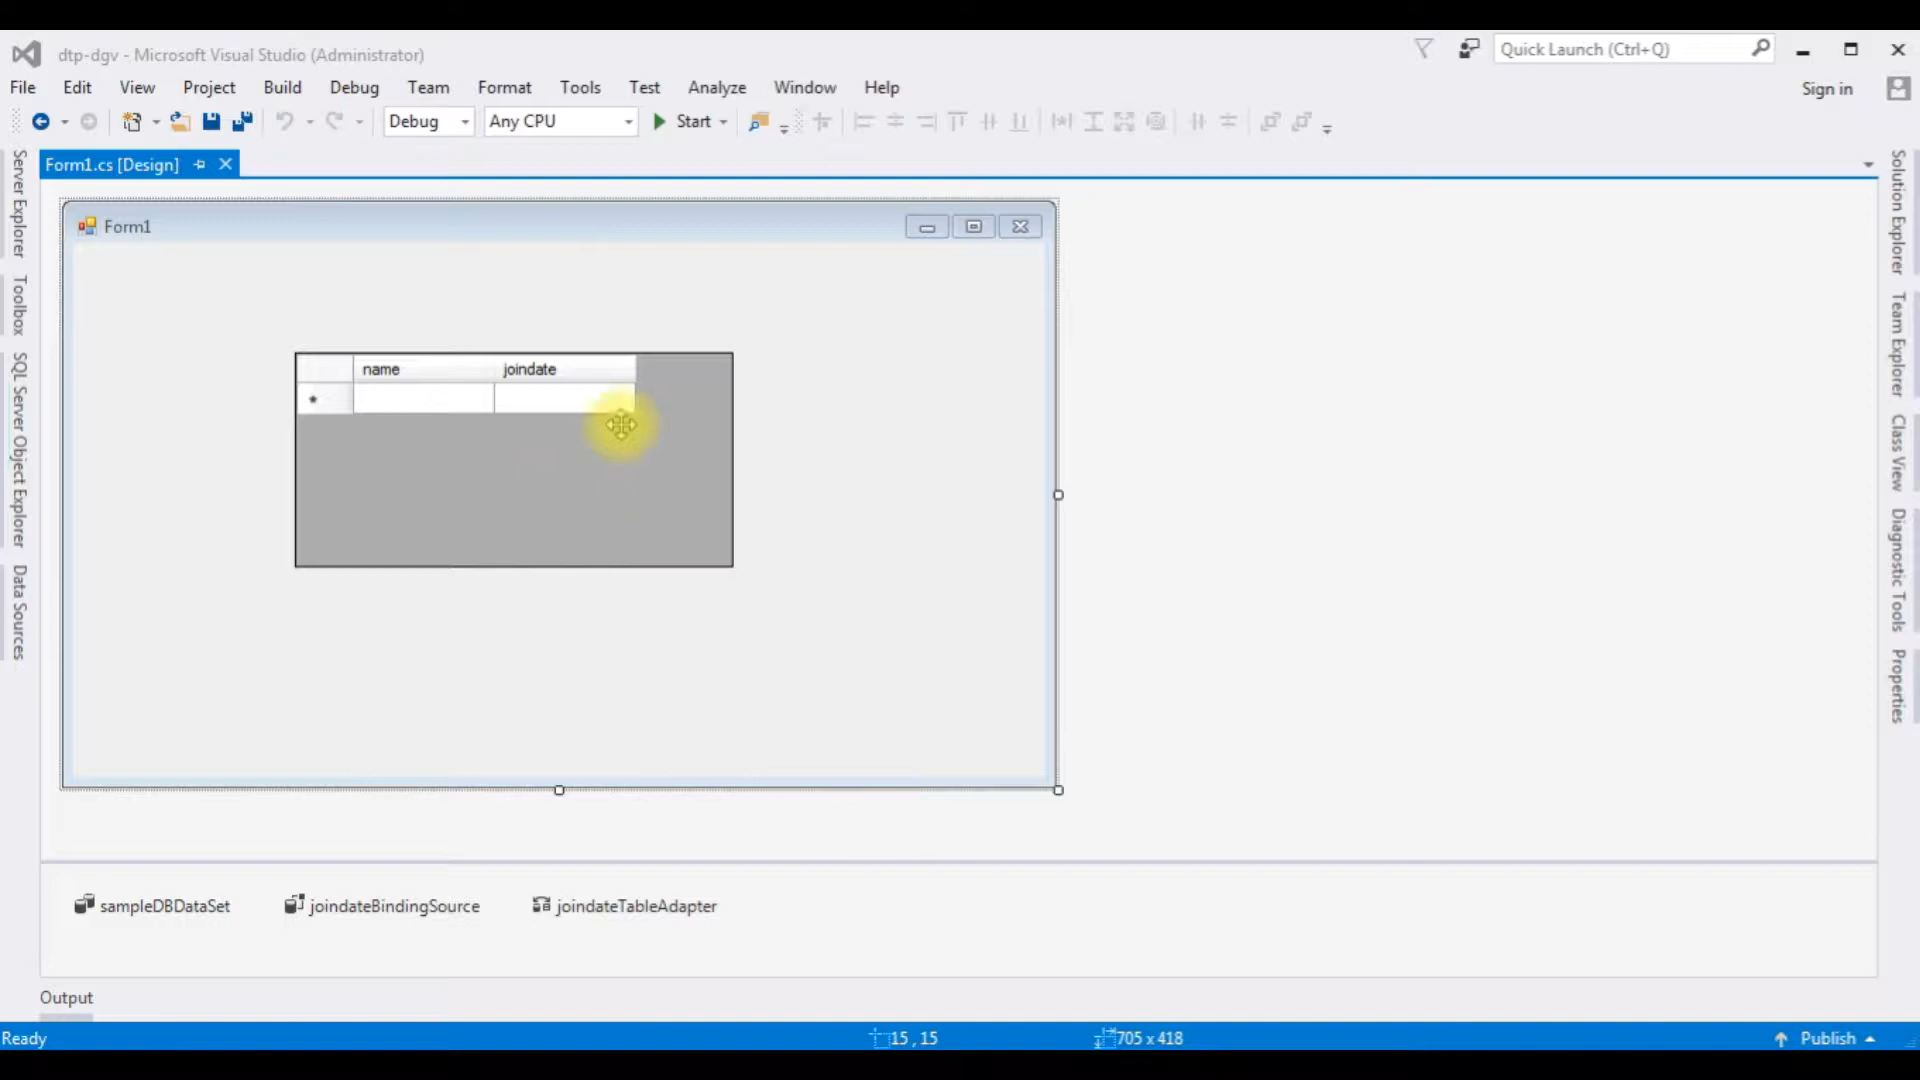 dtp-dgv - Microsoft Visual Studio (Administrator)
Quick Launch (Ctrl+Q)
File Edit View Project Build Debug Team Format Tools Test Analyze Window Help
Sign in
Debug Any CPU Start
Form1.cs [Design]
Server Explorer
Toolbox
SQL Server Object Explorer
Data Sources
Form1
name joindate
*
Solution Explorer
Team Explorer
Class View
Diagnostic Tools
Properties
sampleDBDataSet joindateBindingSource joindateTableAdapter
Output
Ready 15 , 15 705 x 418 Publish